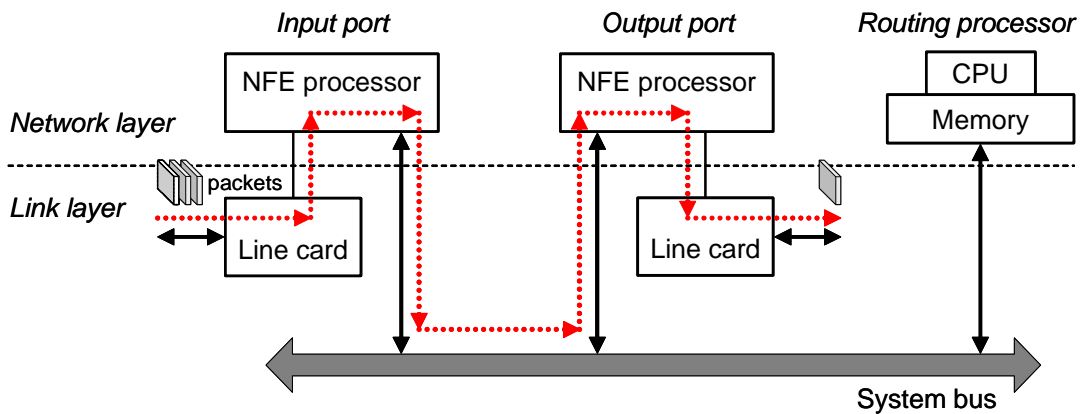 Input port
Output port
Routing processor
NFE processor
NFE processor
CPU
Memory
Network layer
packets
Link layer
Line card
Line card
System bus